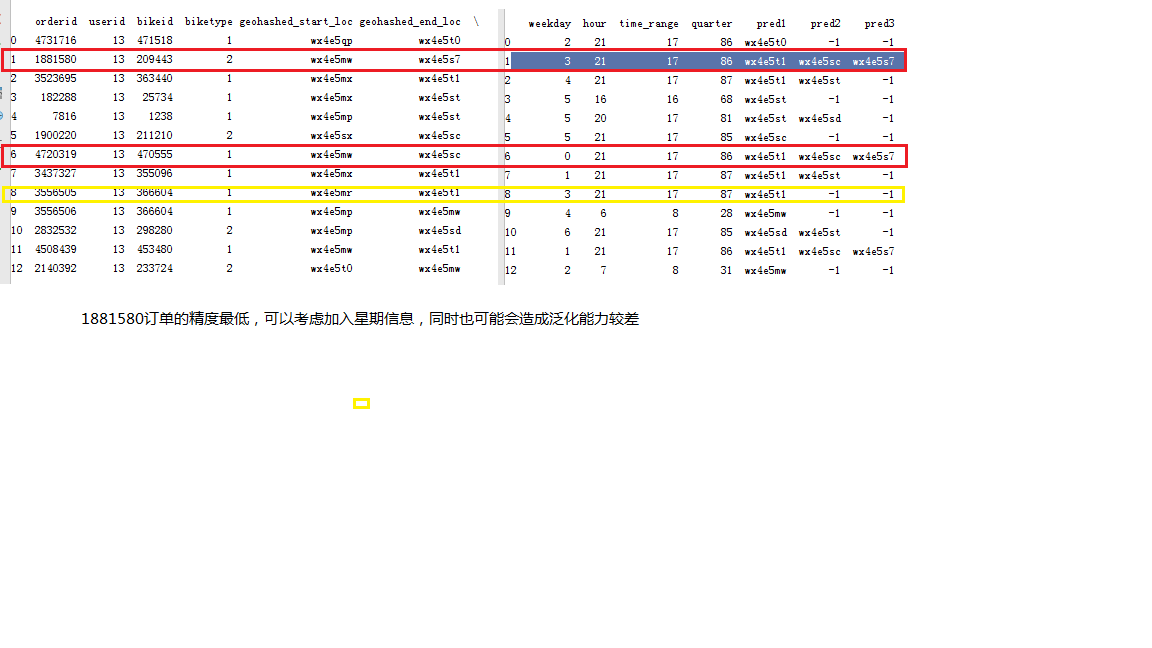 orderid userid bikeid biketype geohashed_start_loc geohashed_end_loc \ weekday hour time_range quarter pred1 pred2 pred3
0 4731716 13 471518 1 wx4e5qp wx4e5t0 0 2 21 17 86 wx4e5t0 -1 -1
1 1881580 13 209443 2 wx4e5mw wx4e5s7 1 3 21 17 86 wx4e5t1 wx4e5sc wx4e5s7
2 3523695 13 363440 1 wx4e5mx wx4e5t1 2 4 21 17 87 wx4e5t1 wx4e5st -1
3 182288 13 25734 1 wx4e5mx wx4e5st 3 5 16 16 68 wx4e5st -1 -1
4 7816 13 1238 1 wx4e5mp wx4e5st 4 5 20 17 81 wx4e5st wx4e5sd -1
5 1900220 13 211210 2 wx4e5sx wx4e5sc 5 5 21 17 85 wx4e5sc -1 -1
6 4720319 13 470555 1 wx4e5mw wx4e5sc 6 0 21 17 86 wx4e5t1 wx4e5sc wx4e5s7
7 3437327 13 355096 1 wx4e5mx wx4e5t1 7 1 21 17 87 wx4e5t1 wx4e5st -1
8 3556505 13 366604 1 wx4e5mr wx4e5t1 8 3 21 17 87 wx4e5t1 -1 -1
9 3556506 13 366604 1 wx4e5mp wx4e5mw 9 4 6 8 28 wx4e5mw -1 -1
10 2832532 13 298280 2 wx4e5mp wx4e5sd 10 6 21 17 85 wx4e5sd wx4e5st -1
11 4508439 13 453480 1 wx4e5mw wx4e5t1 11 1 21 17 86 wx4e5t1 wx4e5sc wx4e5s7
12 2140392 13 233724 2 wx4e5t0 wx4e5mw 12 2 7 8 31 wx4e5mw -1 -1
1881580订单的精度最低，可以考虑加入星期信息，同时也可能会造成泛化能力较差